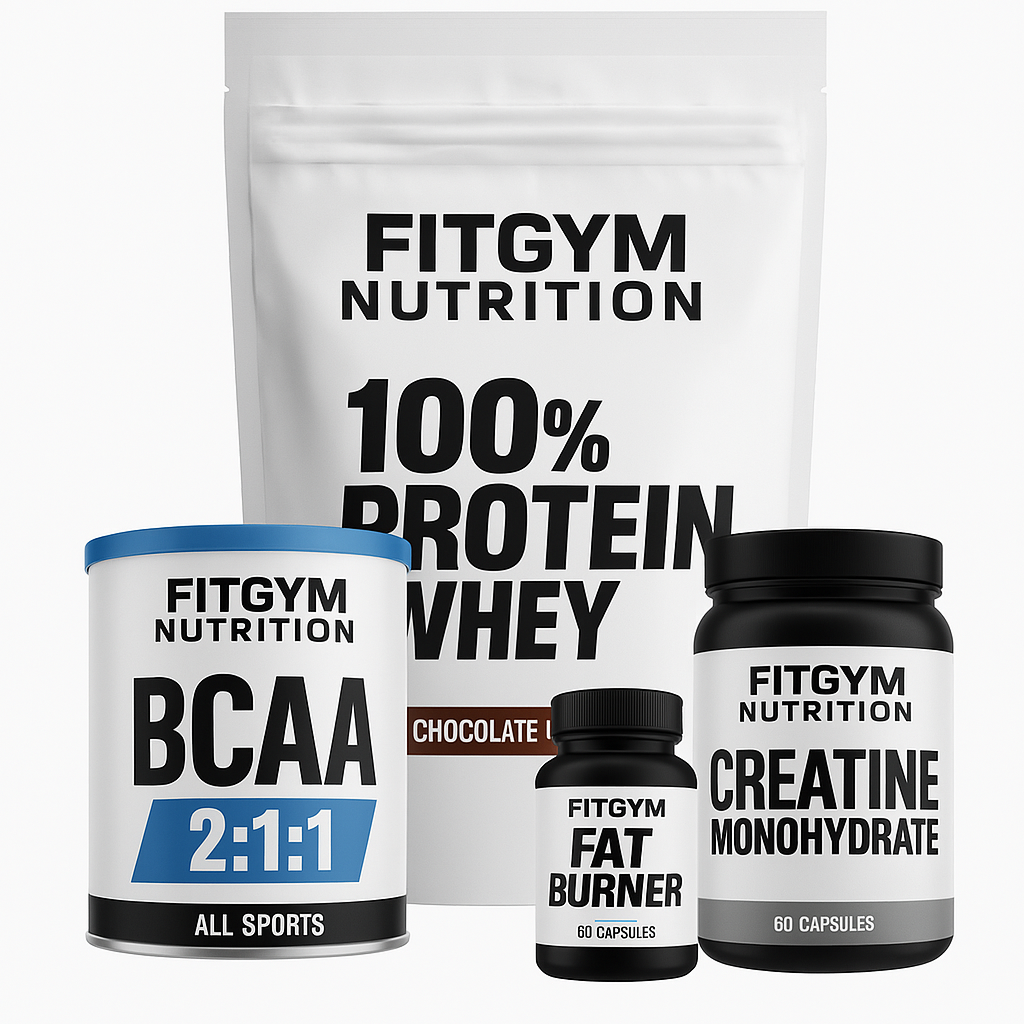 FITGYM
NUTRITION
100%
PROTEIN
WHEY
CHOCOLATE
FITGYM
NUTRITION
BCAA
2:1:1
ALL SPORTS
FITGYM
FAT
BURNER
60 CAPSULES
FITGYM
NUTRITION
CREATINE
MONOHYDRATE
60 CAPSULES